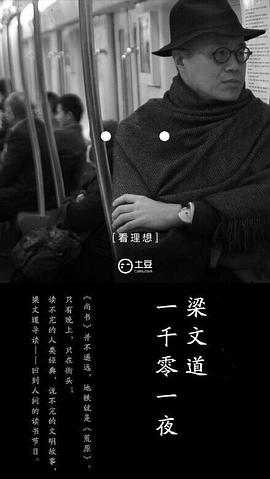 [看理想]
土豆
Tudou.com
梁文道
一千零一夜
《尚书》并不遥远,地铁就是《荒原》。
只有晚上,只在街头;
读不完的人类经典,说不完的文明故事,
梁文道导读——回到人间的读书节目。